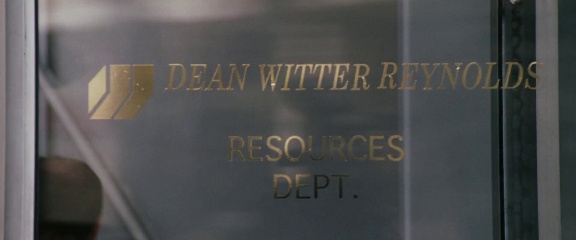 DEAN WITTER REYNOLDS
RESOURCES
DEPT.